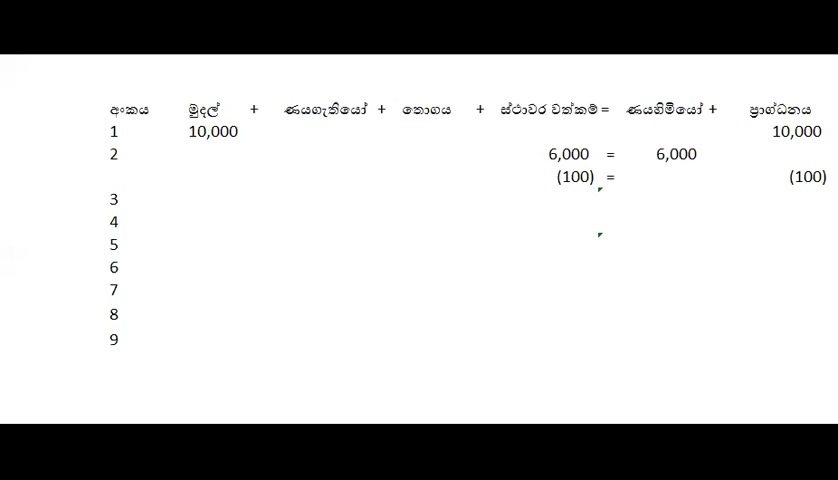 අංකය මුදල් + ණයගැතියෝ + තොගය + ස්ථාවර වත්කම් = ණයහිමියෝ + ප්‍රාග්ධනය
1 10,000 10,000
2 6,000 = 6,000
(100) = (100)
3
4
5
6
7
8
9